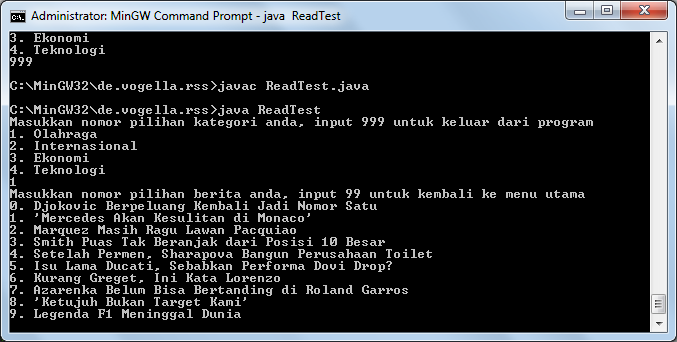 Administrator: MinGW Command Prompt - java  ReadTest
3. Ekonomi
4. Teknologi
999
C:\MinGW32\de.vogella.rss>javac ReadTest.java
C:\MinGW32\de.vogella.rss>java ReadTest
Masukkan nomor pilihan kategori anda, input 999 untuk keluar dari program
1. Olahraga
2. Internasional
3. Ekonomi
4. Teknologi
1
Masukkan nomor pilihan berita anda, input 99 untuk kembali ke menu utama
0. Djokovic Berpeluang Kembali Jadi Nomor Satu
1. 'Mercedes Akan Kesulitan di Monaco'
2. Marquez Masih Ragu Lawan Pacquiao
3. Smith Puas Tak Beranjak dari Posisi 10 Besar
4. Setelah Permen, Sharapova Bangun Perusahaan Toilet
5. Isu Lama Ducati, Sebabkan Performa Dovi Drop?
6. Kurang Greget, Ini Kata Lorenzo
7. Azarenka Belum Bisa Bertanding di Roland Garros
8. 'Ketujuh Bukan Target Kami'
9. Legenda F1 Meninggal Dunia